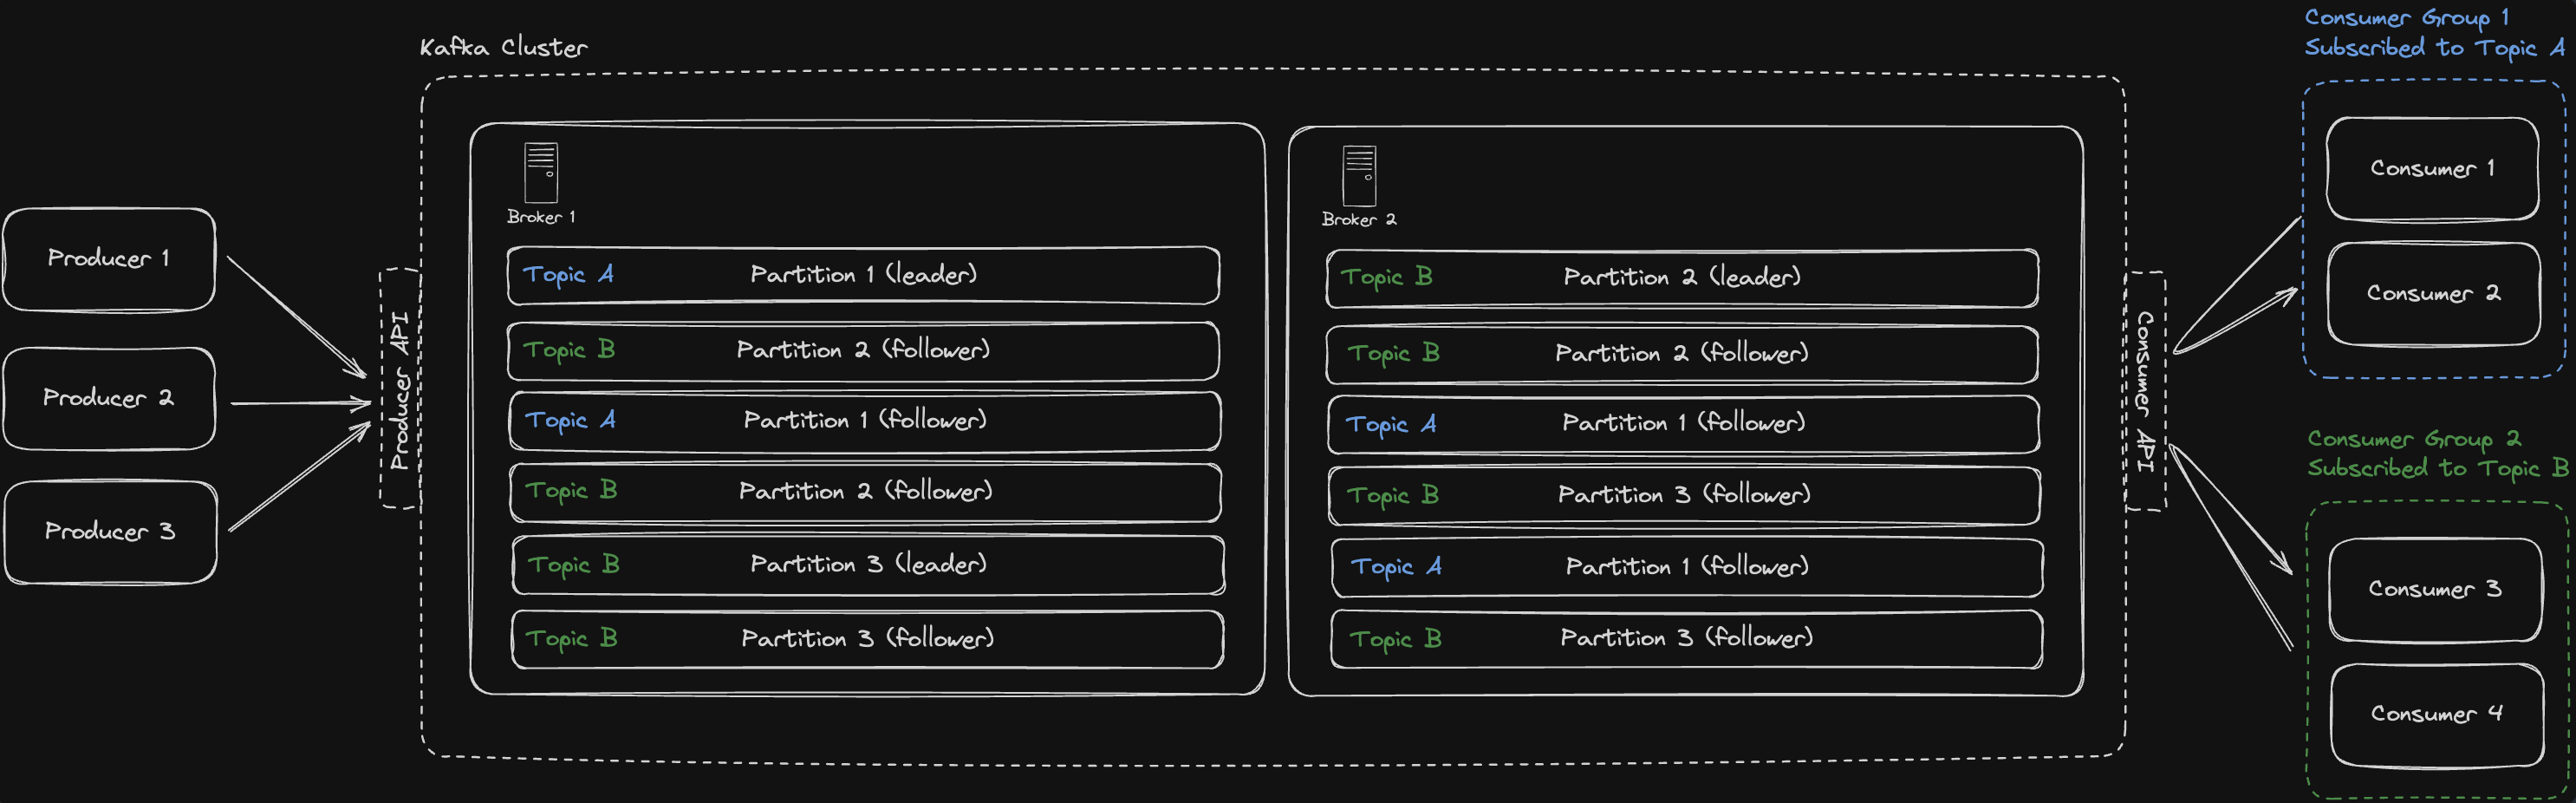 Kafka Cluster
Producer 1
Producer 2
Producer 3
Producer API
Broker 1
Topic A Partition 1 (leader)
Topic B Partition 2 (follower)
Topic A Partition 1 (follower)
Topic B Partition 2 (follower)
Topic B Partition 3 (leader)
Topic B Partition 3 (follower)
Broker 2
Topic B Partition 2 (leader)
Topic B Partition 2 (follower)
Topic A Partition 1 (follower)
Topic B Partition 3 (follower)
Topic A Partition 1 (follower)
Topic B Partition 3 (follower)
Consumer API
Consumer Group 1
Subscribed to Topic A
Consumer 1
Consumer 2
Consumer Group 2
Subscribed to Topic B
Consumer 3
Consumer 4